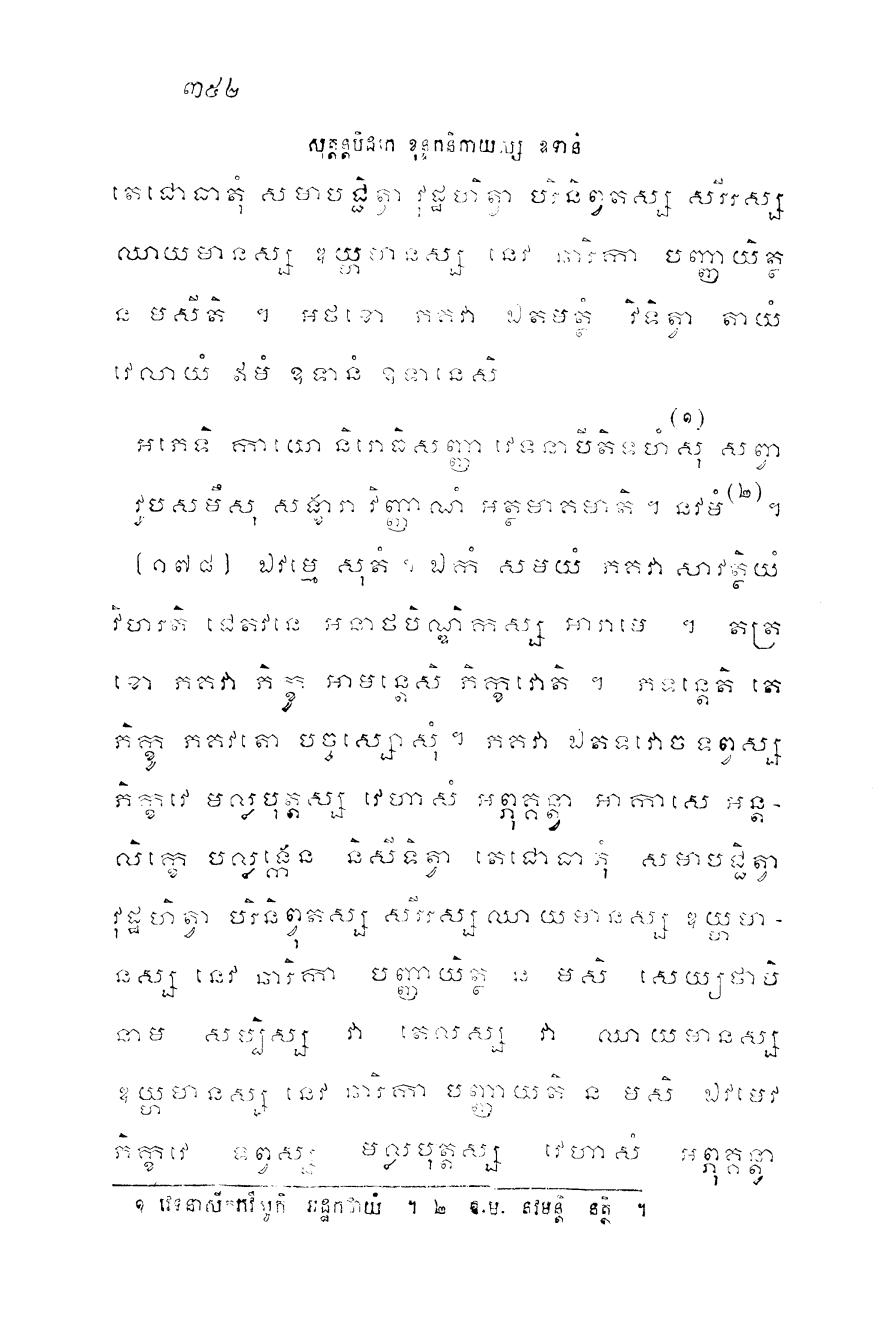 ៣៥២
សុត្តន្តបិដកេ ខុទ្ទកនិកាយស្ស ឧទានំ
តេជោធាតុំ សមាបជ្ជិត្វា វុដ្ឋហិត្វា បរិនិព្វុតស្ស សរីរស្ស
ឈាយមានស្ស ឌយ្ហមានស្ស នេវ ឆារិកា បញ្ញាយិត្ថ
ន មសីតិ ។ អថខោ ភគវា ឯតមត្ថំ វិទិត្វា តាយំ
វេលាយំ ឥមំ ឧទានំ ឧទានេសិ
អភេទិ កាយោ និរោធិសញ្ញា វេទនាបីតិទហំសុ(១) សព្វា
វូបសមឹសុ សង្ខារា វិញ្ញាណំ អត្ថមាគមាតិ ។ នវមំ(២) ។
[១៧៨] ឯវម្មេ សុតំ ។ ឯកំ សមយំ ភគវា សាវត្ថិយំ
វិហរតិ ជេតវនេ អនាថបិណ្ឌិកស្ស អារាមេ ។ តត្រ
ខោ ភគវា ភិក្ខូ អាមន្តេសិ ភិក្ខវោតិ ។ ភទន្តេតិ តេ
ភិក្ខូ ភគវតោ បច្ចស្សោសុំ ។ ភគវា ឯតទវោច ទព្វស្ស
ភិក្ខវេ មល្លបុត្តស្ស វេហាសំ អព្ភុគ្គន្ត្វា អាកាសេ អន្ត-
លិក្ខេ បល្លង្កេន និសីទិត្វា តេជោធាតុំ សមាបជ្ជិត្វា
វុដ្ឋហិត្វា បរិនិព្វុតស្ស សរីរស្ស ឈាយមានស្ស ឌយ្ហមា-
នស្ស នេវ ឆារិកា បញ្ញាយិត្ថ ន មសិ សេយ្យថាបិ
នាម សប្បិស្ស វា តេលស្ស វា ឈាយមានស្ស
ឌយ្ហមានស្ស នេវ ឆារិកា បញ្ញាយតិ ន មសិ ឯវមេវ
ភិក្ខវេ ទព្វស្ស មល្លបុត្តស្ស វេហាសំ អព្ភុគ្គន្ត្វា
១ អដ្ឋកថាយំ ។ ២ ឱ.ម. នវមន្តិ នត្ថិ ។